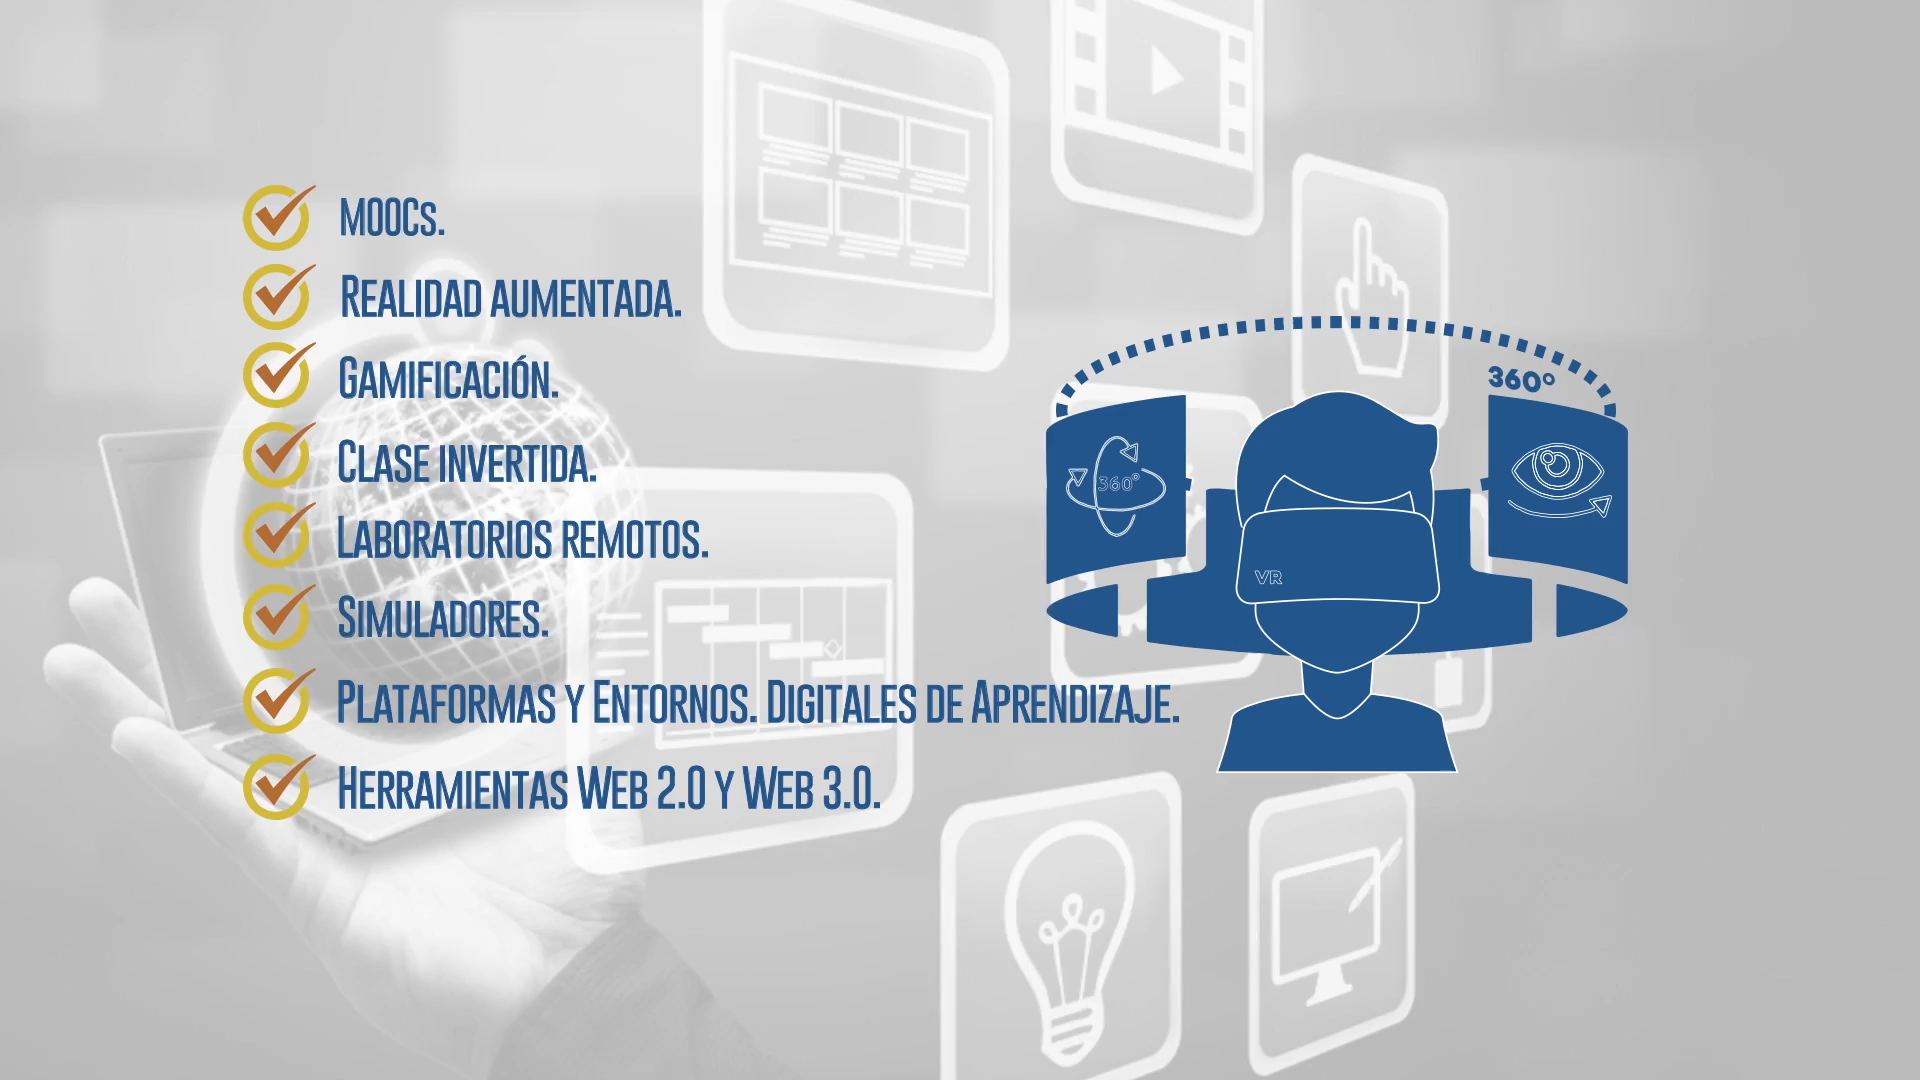 MOOCs.
REALIDAD AUMENTADA.
GAMIFICACIÓN.
CLASE INVERTIDA.
LABORATORIOS REMOTOS.
SIMULADORES.
PLATAFORMAS Y ENTORNOS. DIGITALES DE APRENDIZAJE.
HERRAMIENTAS WEB 2.0 Y WEB 3.0.
360°
360°
VR